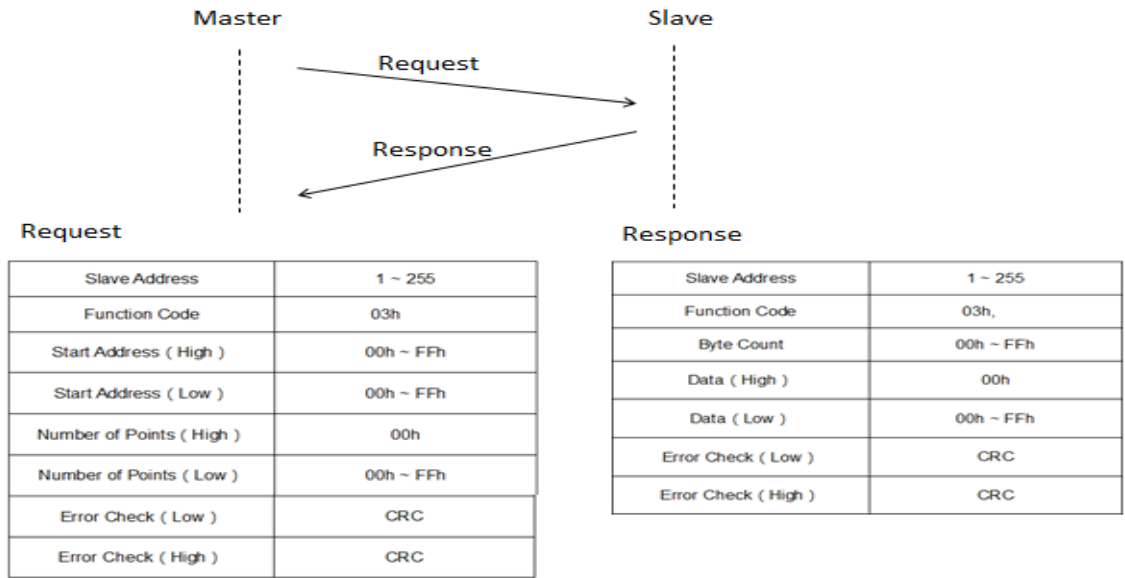 Master
Slave
Request
Response
Request
Slave Address 1 ~ 255
Function Code 03h
Start Address ( High ) 00h ~ FFh
Start Address ( Low ) 00h ~ FFh
Number of Points ( High ) 00h
Number of Points ( Low ) 00h ~ FFh
Error Check ( Low ) CRC
Error Check ( High ) CRC
Response
Slave Address 1 ~ 255
Function Code 03h,
Byte Count 00h ~ FFh
Data ( High ) 00h
Data ( Low ) 00h ~ FFh
Error Check ( Low ) CRC
Error Check ( High ) CRC